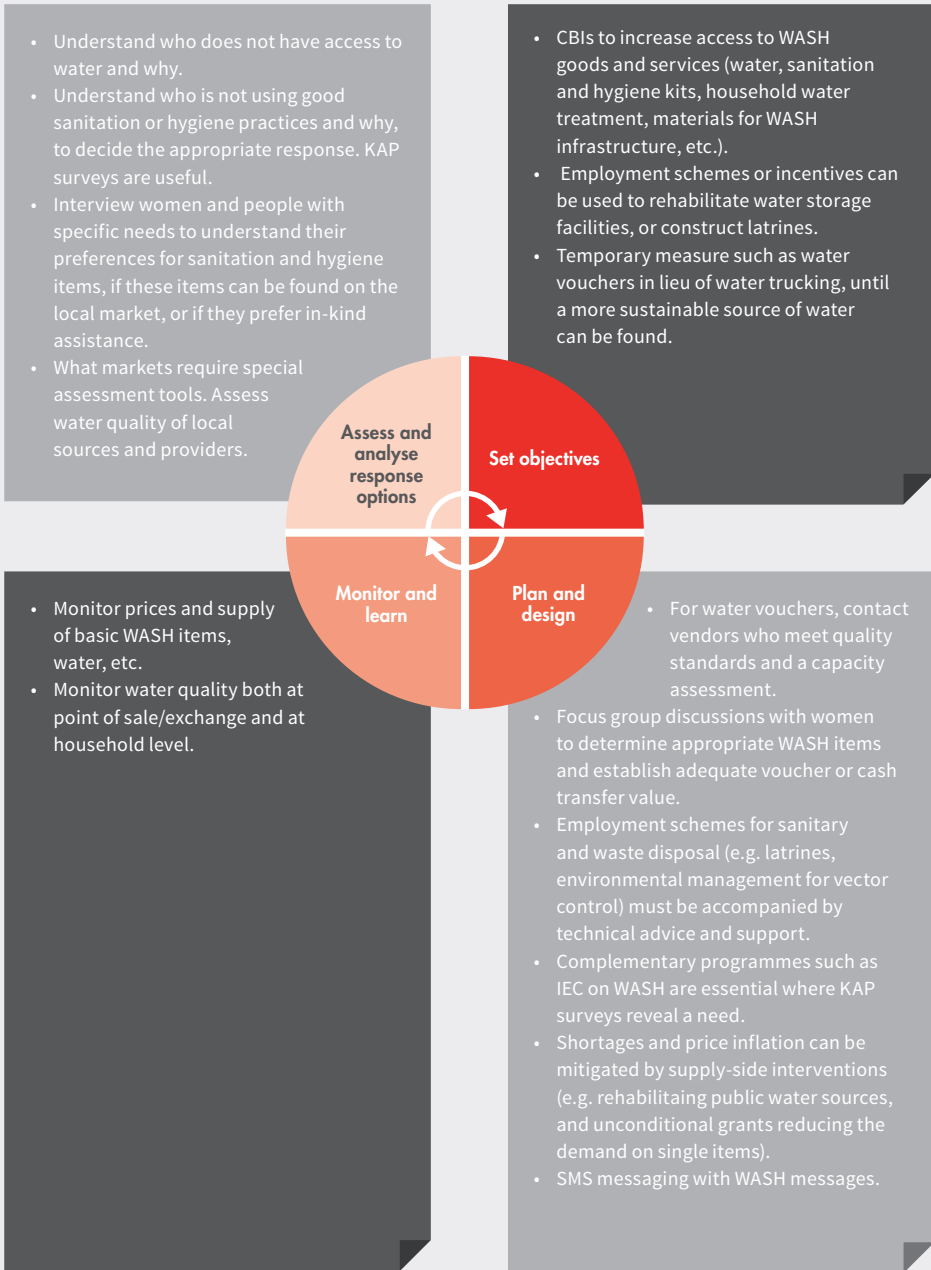 • Understand who does not have access to
water and why.
• Understand who is not using good
sanitation or hygiene practices and why,
to decide the appropriate response. KAP
surveys are useful.
• Interview women and people with
specific needs to understand their
preferences for sanitation and hygiene
items, if these items can be found on the
local market, or if they prefer in-kind
assistance.
• What markets require special
assessment tools. Assess
water quality of local
sources and providers.
• CBIs to increase access to WASH
goods and services (water, sanitation
and hygiene kits, household water
treatment, materials for WASH
infrastructure, etc.).
• Employment schemes or incentives can
be used to rehabilitate water storage
facilities, or construct latrines.
• Temporary measure such as water
vouchers in lieu of water trucking, until
a more sustainable source of water
can be found.
Assess and
analyse
response
options
Set objectives
Monitor and
learn
Plan and
design
• Monitor prices and supply
of basic WASH items,
water, etc.
• Monitor water quality both at
point of sale/exchange and at
household level.
• For water vouchers, contact
vendors who meet quality
standards and a capacity
assessment.
• Focus group discussions with women
to determine appropriate WASH items
and establish adequate voucher or cash
transfer value.
• Employment schemes for sanitary
and waste disposal (e.g. latrines,
environmental management for vector
control) must be accompanied by
technical advice and support.
• Complementary programmes such as
IEC on WASH are essential where KAP
surveys reveal a need.
• Shortages and price inflation can be
mitigated by supply-side interventions
(e.g. rehabilitaing public water sources,
and unconditional grants reducing the
demand on single items).
• SMS messaging with WASH messages.